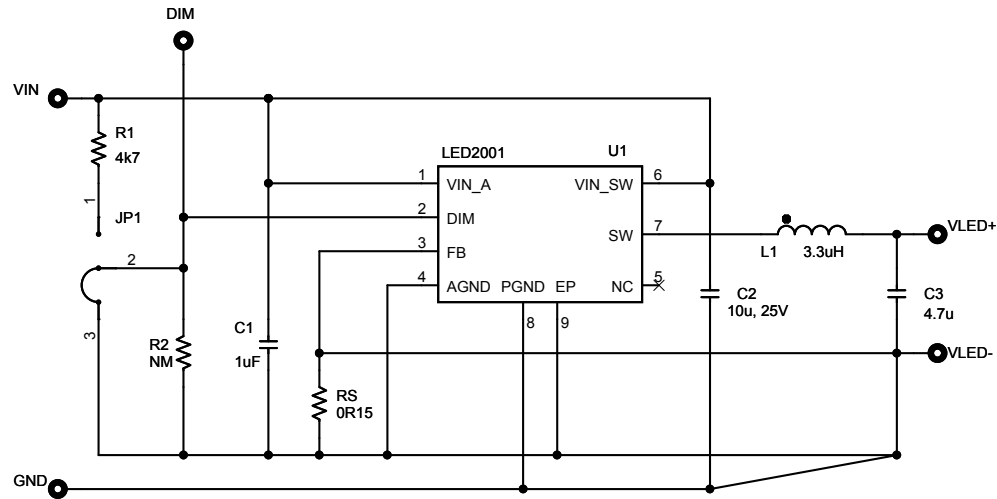 DIM
VIN
R1
4k7
1
JP1
2
3
R2
NM
C1
1uF
LED2001
U1
1
VIN_A
2
DIM
3
FB
4
AGND
PGND
EP
VIN_SW
6
SW
7
NC
5
8
9
RS
0R15
L1
3.3uH
C2
10u, 25V
C3
4.7u
VLED+
VLED-
GND